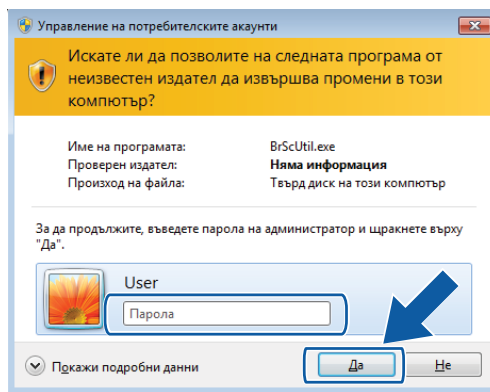 Управление на потребителските акаунти
Искате ли да позволите на следната програма от
неизвестен издател да извършва промени в този
компютър?
Име на програмата: BrScUtil.exe
Проверен издател: Няма информация
Произход на файла: Твърд диск на този компютър
За да продължите, въведете парола на администратор и щракнете върху
"Да".
User
Парола
Покажи подробни данни Да Не